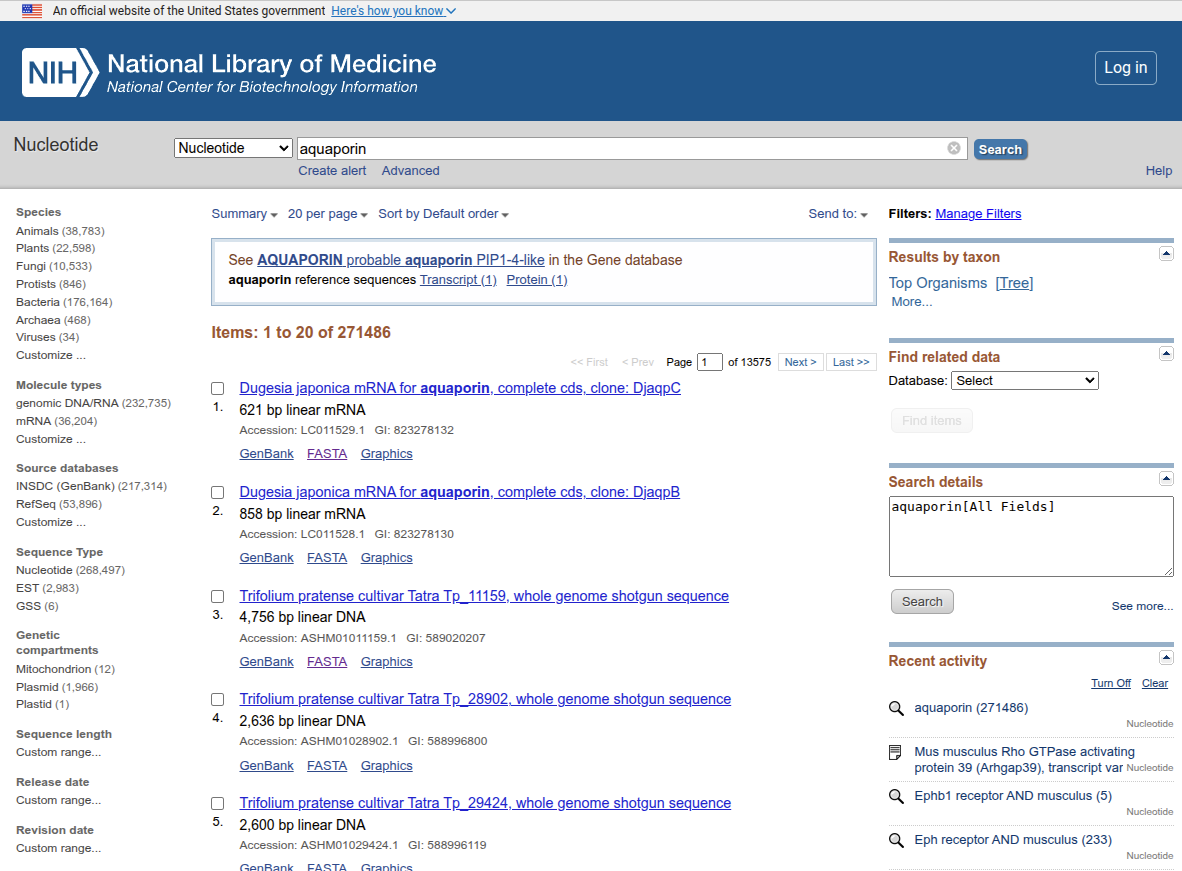 An official website of the United States government Here's how you know
NIH National Library of Medicine
National Center for Biotechnology Information
Log in
Nucleotide
Nucleotide aquaporin Search
Create alert Advanced Help
Species
Animals (38,783)
Plants (22,598)
Fungi (10,533)
Protists (846)
Bacteria (176,164)
Archaea (468)
Viruses (34)
Customize ...
Molecule types
genomic DNA/RNA (232,735)
mRNA (36,204)
Customize ...
Source databases
INSDC (GenBank) (217,314)
RefSeq (53,896)
Customize ...
Sequence Type
Nucleotide (268,497)
EST (2,983)
GSS (6)
Genetic
compartments
Mitochondrion (12)
Plasmid (1,966)
Plastid (1)
Sequence length
Custom range...
Release date
Custom range...
Revision date
Custom range...
Summary 20 per page Sort by Default order Send to:
See AQUAPORIN probable aquaporin PIP1-4-like in the Gene database
aquaporin reference sequences Transcript (1) Protein (1)
Items: 1 to 20 of 271486
<< First < Prev Page 1 of 13575 Next > Last >>
Dugesia japonica mRNA for aquaporin, complete cds, clone: DjaqpC
1. 621 bp linear mRNA
Accession: LC011529.1 GI: 823278132
GenBank FASTA Graphics
Dugesia japonica mRNA for aquaporin, complete cds, clone: DjaqpB
2. 858 bp linear mRNA
Accession: LC011528.1 GI: 823278130
GenBank FASTA Graphics
Trifolium pratense cultivar Tatra Tp_11159, whole genome shotgun sequence
3. 4,756 bp linear DNA
Accession: ASHM01011159.1 GI: 589020207
GenBank FASTA Graphics
Trifolium pratense cultivar Tatra Tp_28902, whole genome shotgun sequence
4. 2,636 bp linear DNA
Accession: ASHM01028902.1 GI: 588996800
GenBank FASTA Graphics
Trifolium pratense cultivar Tatra Tp_29424, whole genome shotgun sequence
5. 2,600 bp linear DNA
Accession: ASHM01029424.1 GI: 588996119
GenBank FASTA Graphics
Filters: Manage Filters
Results by taxon
Top Organisms [Tree]
More...
Find related data
Database: Select
Find items
Search details
aquaporin[All Fields]
Search
See more...
Recent activity
Turn Off Clear
aquaporin (271486)
Nucleotide
Mus musculus Rho GTPase activating
protein 39 (Arhgap39), transcript var Nucleotide
Ephb1 receptor AND musculus (5)
Nucleotide
Eph receptor AND musculus (233)
Nucleotide